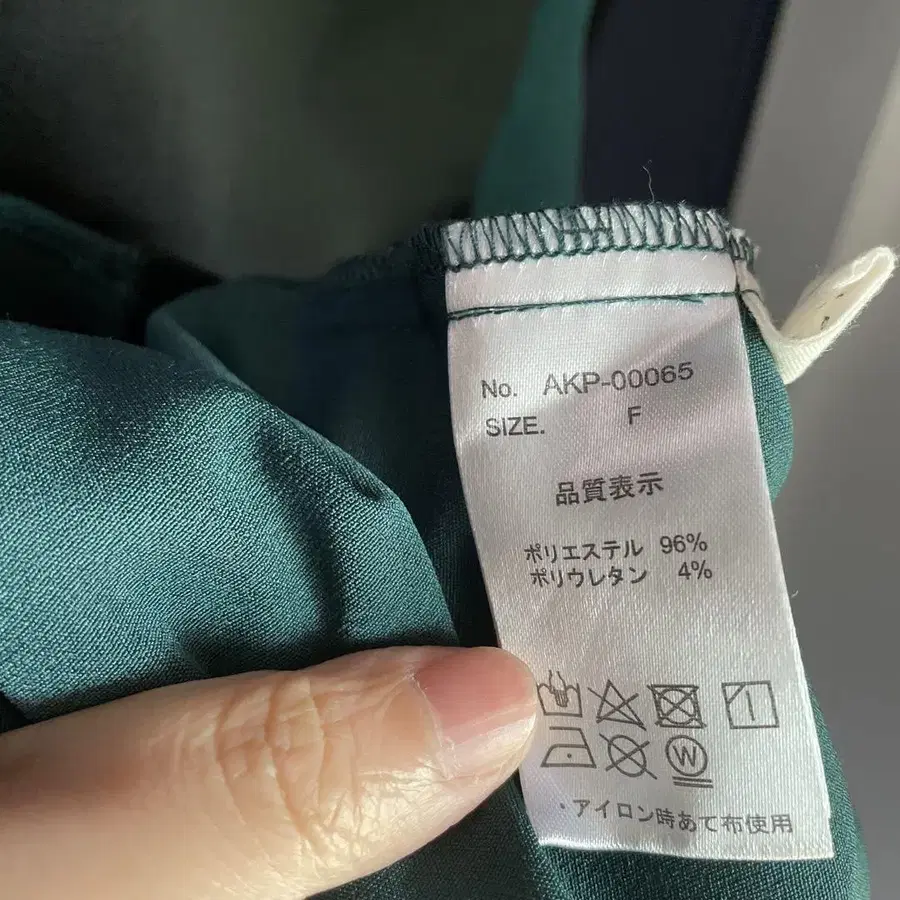 No. AKP-00065
SIZE. F
品質表示
ポリエステル 96%
ポリウレタン 4%
W
・アイロン時あて布使用